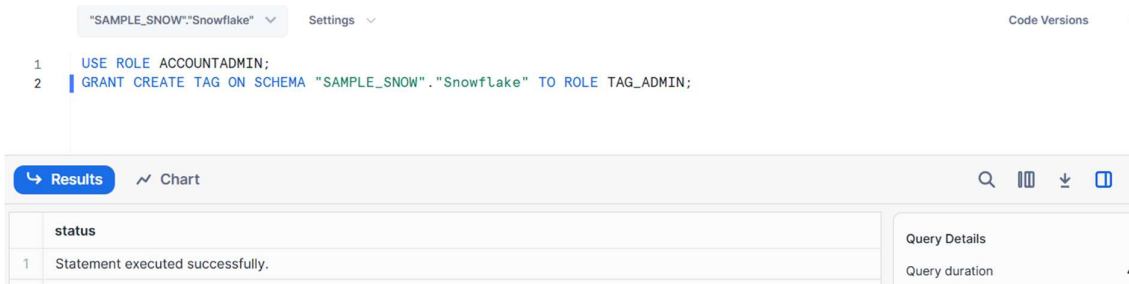 "SAMPLE_SNOW"."Snowflake" Settings Code Versions
1 USE ROLE ACCOUNTADMIN;
2 GRANT CREATE TAG ON SCHEMA "SAMPLE_SNOW"."Snowflake" TO ROLE TAG_ADMIN;
Results Chart
status
Query Details
1 Statement executed successfully.
Query duration